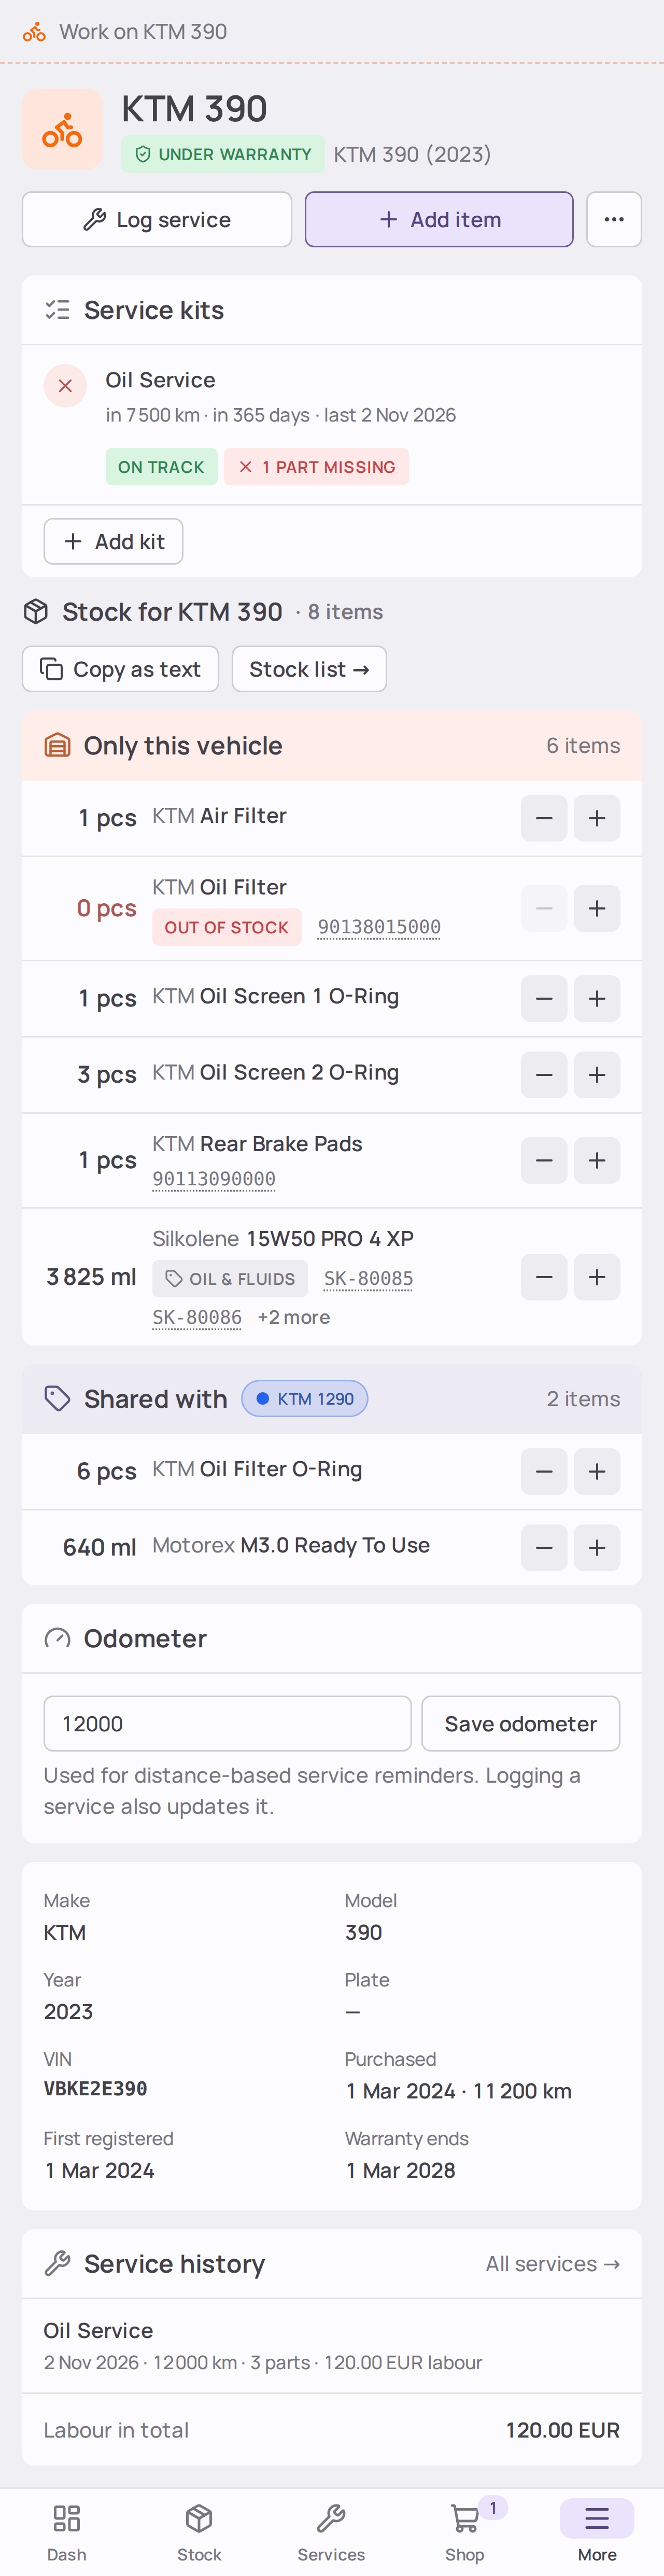 Work on KTM 390
KTM 390
UNDER WARRANTY KTM 390 (2023)
Log service
+ Add item
...
Service kits
Oil Service
in 7 500 km · in 365 days · last 2 Nov 2026
ON TRACK
1 PART MISSING
+ Add kit
Stock for KTM 390 · 8 items
Copy as text
Stock list →
Only this vehicle 6 items
1 pcs KTM Air Filter − +
0 pcs KTM Oil Filter − +
OUT OF STOCK 90138015000
1 pcs KTM Oil Screen 1 O-Ring − +
3 pcs KTM Oil Screen 2 O-Ring − +
1 pcs KTM Rear Brake Pads − +
90113090000
3 825 ml Silkolene 15W50 PRO 4 XP − +
OIL & FLUIDS SK-80085
SK-80086 +2 more
Shared with KTM 1290 2 items
6 pcs KTM Oil Filter O-Ring − +
640 ml Motorex M3.0 Ready To Use − +
Odometer
12000 Save odometer
Used for distance-based service reminders. Logging a
service also updates it.
Make Model
KTM 390
Year Plate
2023 —
VIN Purchased
VBKE2E390 1 Mar 2024 · 11 200 km
First registered Warranty ends
1 Mar 2024 1 Mar 2028
Service history All services →
Oil Service
2 Nov 2026 · 12 000 km · 3 parts · 120.00 EUR labour
Labour in total 120.00 EUR
1
Dash Stock Services Shop More